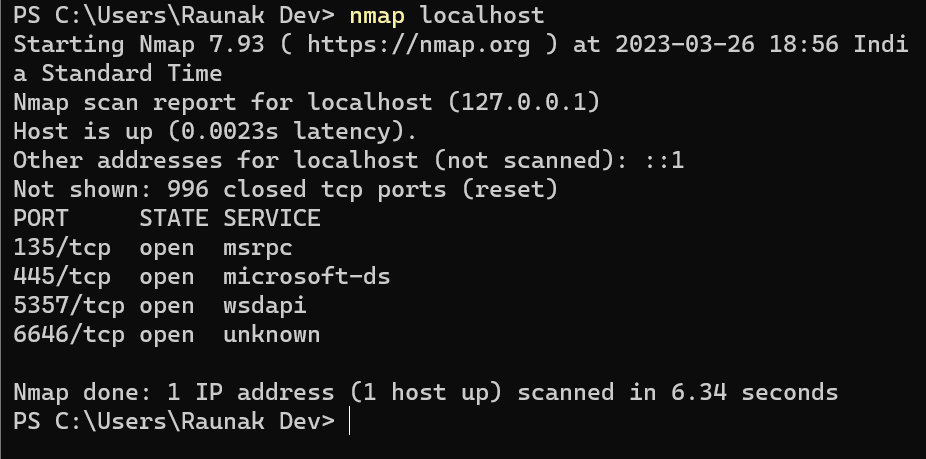 PS C:\Users\Raunak Dev> nmap localhost
Starting Nmap 7.93 ( https://nmap.org ) at 2023-03-26 18:56 Indi
a Standard Time
Nmap scan report for localhost (127.0.0.1)
Host is up (0.0023s latency).
Other addresses for localhost (not scanned): ::1
Not shown: 996 closed tcp ports (reset)
PORT     STATE SERVICE
135/tcp  open  msrpc
445/tcp  open  microsoft-ds
5357/tcp open  wsdapi
6646/tcp open  unknown

Nmap done: 1 IP address (1 host up) scanned in 6.34 seconds
PS C:\Users\Raunak Dev>